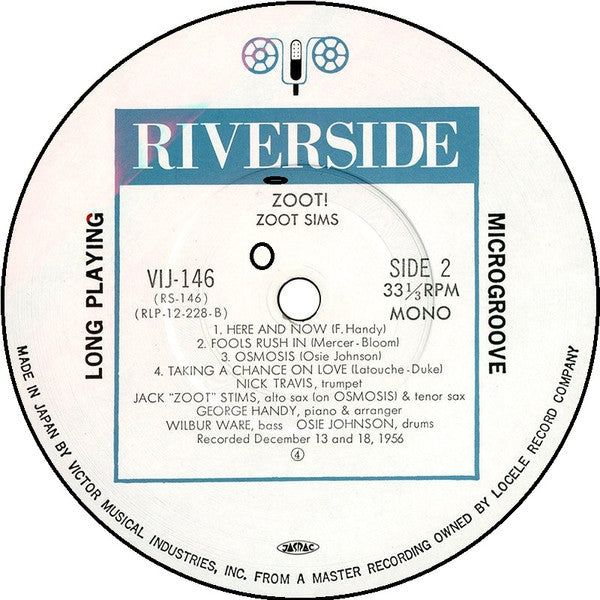 RIVERSIDE
ZOOT!
ZOOT SIMS
LONG PLAYING
MICROGROOVE
VIJ-146
(RS-146)
(RLP-12-228-B)
SIDE 2
33⅓RPM
MONO
1. HERE AND NOW (F. Handy)
2. FOOLS RUSH IN (Mercer-Bloom)
3. OSMOSIS (Osie Johnson)
4. TAKING A CHANCE ON LOVE (Latouche-Duke)
NICK TRAVIS, trumpet
JACK "ZOOT" STIMS, alto sax (on OSMOSIS) & tenor sax
GEORGE HANDY, piano & arranger
WILBUR WARE, bass OSIE JOHNSON, drums
Recorded December 13 and 18, 1956
④
JASRAC
MADE IN JAPAN BY VICTOR MUSICAL INDUSTRIES, INC. FROM A MASTER RECORDING OWNED BY LOCELE RECORD COMPANY